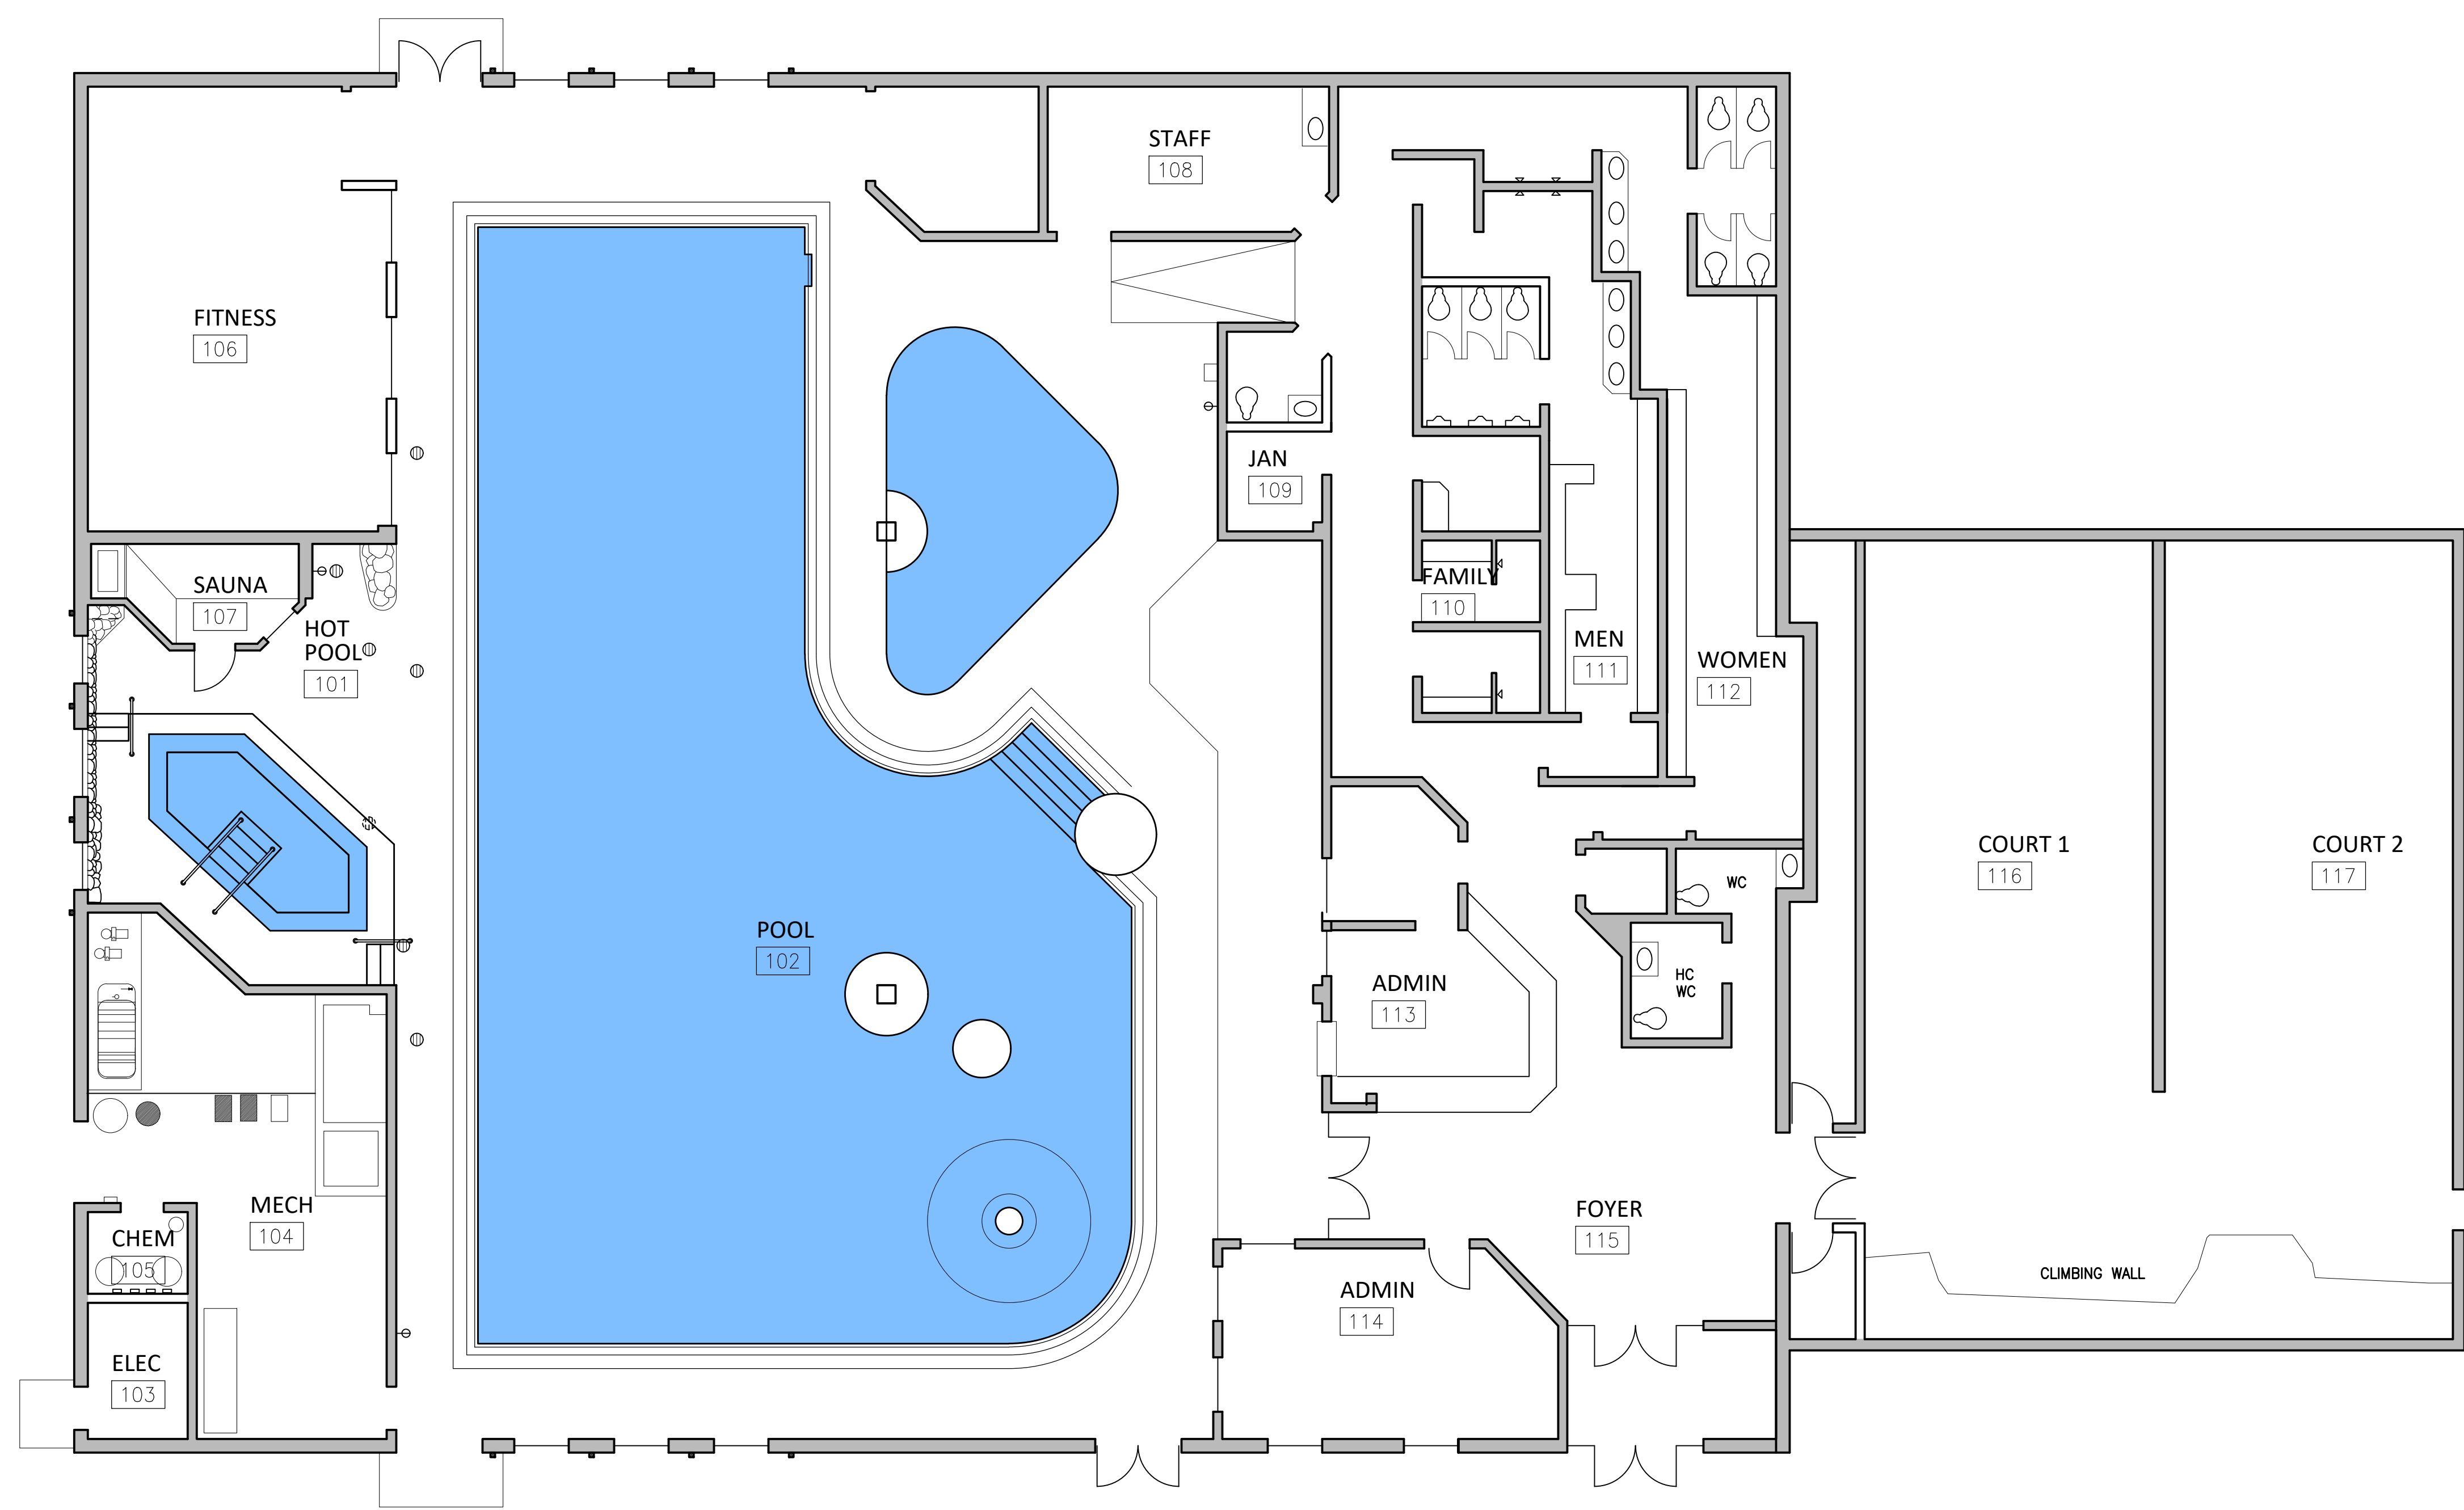 STAFF
108
FITNESS
106
JAN
109
SAUNA
107
HOT
POOL
101
FAMILY
110
MEN
111
WOMEN
112
COURT 1
116
COURT 2
117
WC
POOL
102
ADMIN
113
HC
WC
MECH
104
CHEM
105
FOYER
115
CLIMBING WALL
ADMIN
114
ELEC
103